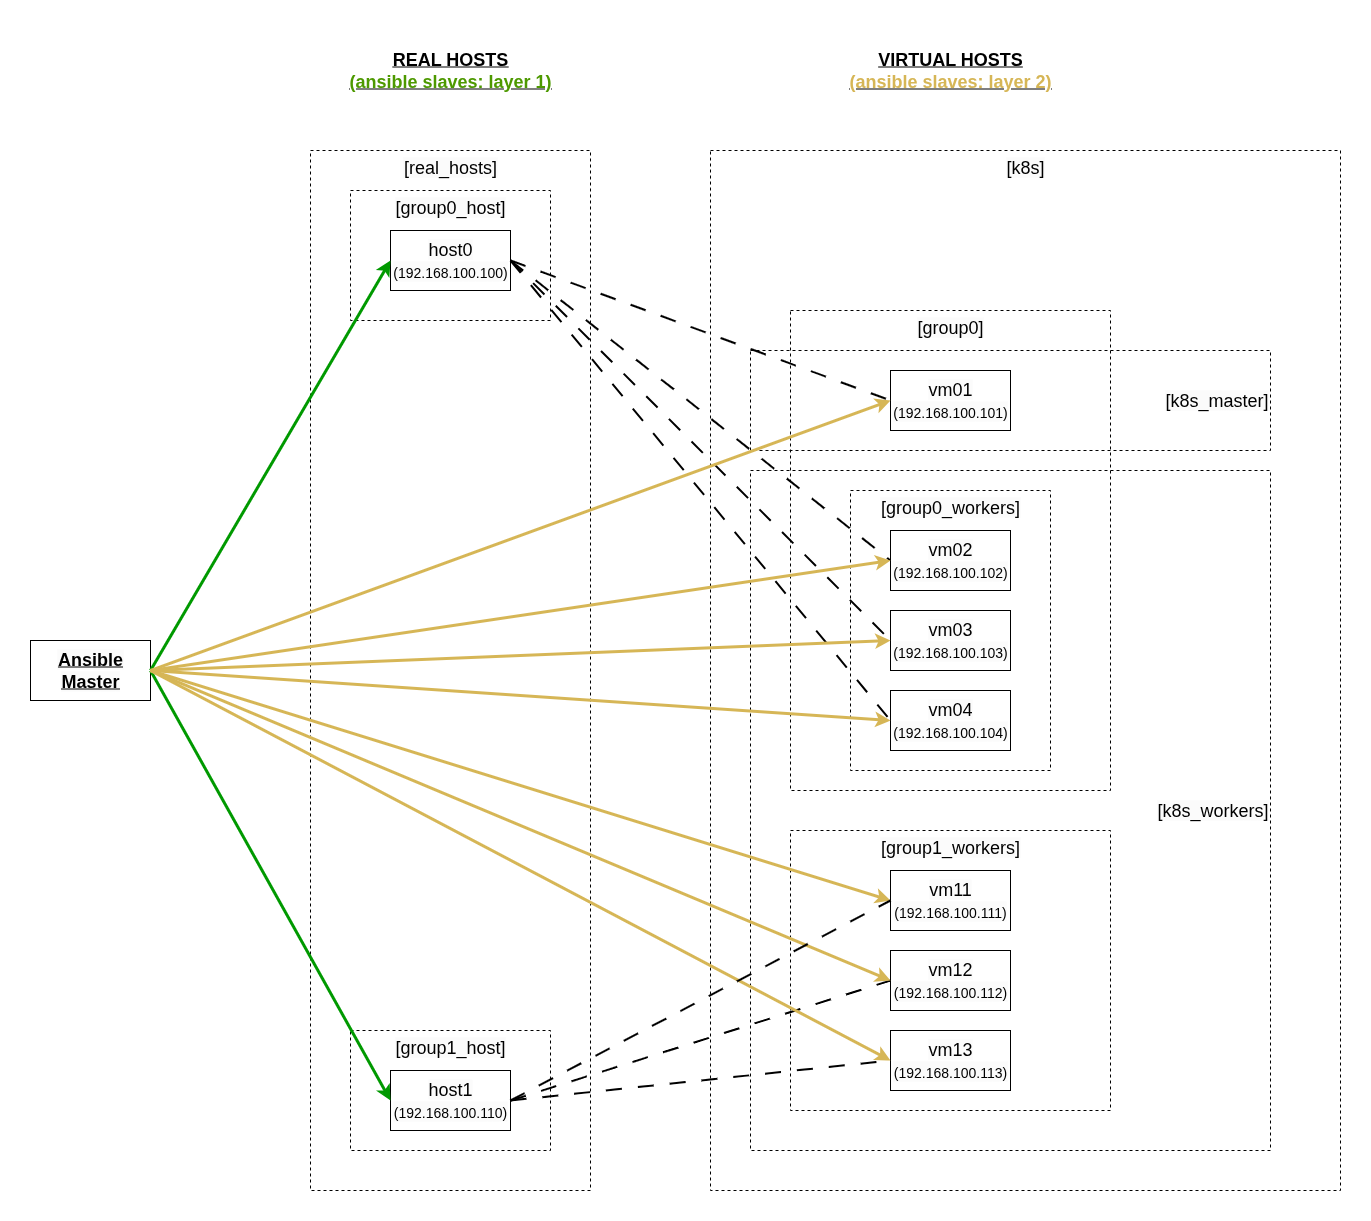 REAL HOSTS
(ansible slaves: layer 1)
VIRTUAL HOSTS
(ansible slaves: layer 2)
[real_hosts]
[k8s]
[group0_host]
host0
(192.168.100.100)
[group0]
vm01
(192.168.100.101)
[k8s_master]
[group0_workers]
vm02
(192.168.100.102)
vm03
(192.168.100.103)
Ansible
Master
vm04
(192.168.100.104)
[k8s_workers]
[group1_workers]
vm11
(192.168.100.111)
vm12
(192.168.100.112)
[group1_host]
host1
(192.168.100.110)
vm13
(192.168.100.113)